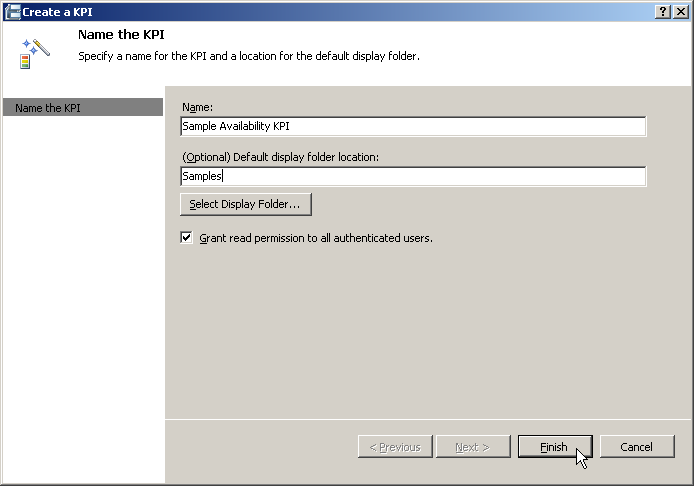 Create a KPI
Name the KPI
Specify a name for the KPI and a location for the default display folder.
Name the KPI
Name:
Sample Availability KPI
(Optional) Default display folder location:
Samples
Select Display Folder...
Grant read permission to all authenticated users.
< Previous
Next >
Finish
Cancel